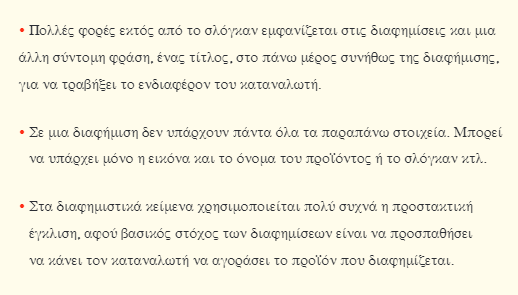 • Πολλές φορές εκτός από το σλόγκαν εμφανίζεται στις διαφημίσεις και μια
άλλη σύντομη φράση, ένας τίτλος, στο πάνω μέρος συνήθως της διαφήμισης,
για να τραβήξει το ενδιαφέρον του καταναλωτή.
• Σε μια διαφήμιση δεν υπάρχουν πάντα όλα τα παραπάνω στοιχεία. Μπορεί
να υπάρχει μόνο η εικόνα και το όνομα του προϊόντος ή το σλόγκαν κτλ.
• Στα διαφημιστικά κείμενα χρησιμοποιείται πολύ συχνά η προστακτική
έγκλιση, αφού βασικός στόχος των διαφημίσεων είναι να προσπαθήσει
να κάνει τον καταναλωτή να αγοράσει το προϊόν που διαφημίζεται.